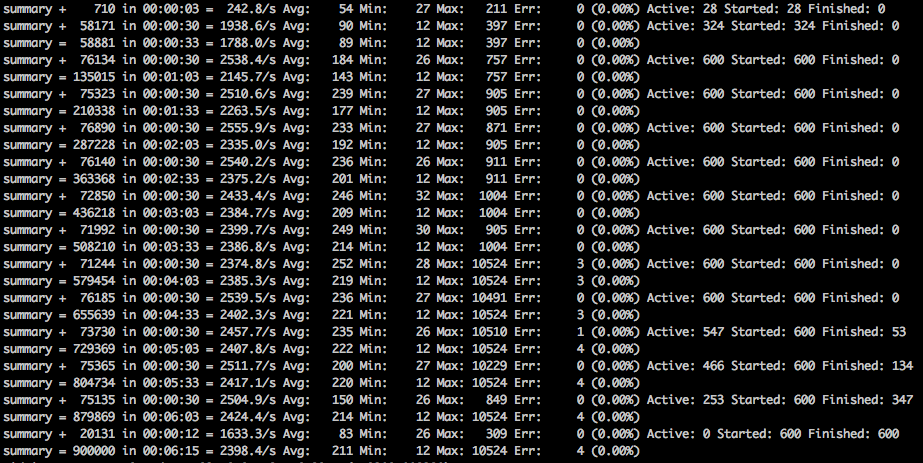 summary +    710 in 00:00:03 =  242.8/s Avg:    54 Min:    27 Max:   211 Err:     0 (0.00%) Active: 28 Started: 28 Finished: 0
summary +  58171 in 00:00:30 = 1938.6/s Avg:    90 Min:    12 Max:   397 Err:     0 (0.00%) Active: 324 Started: 324 Finished: 0
summary =  58881 in 00:00:33 = 1788.0/s Avg:    89 Min:    12 Max:   397 Err:     0 (0.00%)
summary +  76134 in 00:00:30 = 2538.4/s Avg:   184 Min:    26 Max:   757 Err:     0 (0.00%) Active: 600 Started: 600 Finished: 0
summary = 135015 in 00:01:03 = 2145.7/s Avg:   143 Min:    12 Max:   757 Err:     0 (0.00%)
summary +  75323 in 00:00:30 = 2510.6/s Avg:   239 Min:    27 Max:   905 Err:     0 (0.00%) Active: 600 Started: 600 Finished: 0
summary = 210338 in 00:01:33 = 2263.5/s Avg:   177 Min:    12 Max:   905 Err:     0 (0.00%)
summary +  76890 in 00:00:30 = 2555.9/s Avg:   233 Min:    27 Max:   871 Err:     0 (0.00%) Active: 600 Started: 600 Finished: 0
summary = 287228 in 00:02:03 = 2335.0/s Avg:   192 Min:    12 Max:   905 Err:     0 (0.00%)
summary +  76140 in 00:00:30 = 2540.2/s Avg:   236 Min:    26 Max:   911 Err:     0 (0.00%) Active: 600 Started: 600 Finished: 0
summary = 363368 in 00:02:33 = 2375.2/s Avg:   201 Min:    12 Max:   911 Err:     0 (0.00%)
summary +  72850 in 00:00:30 = 2433.4/s Avg:   246 Min:    32 Max:  1004 Err:     0 (0.00%) Active: 600 Started: 600 Finished: 0
summary = 436218 in 00:03:03 = 2384.7/s Avg:   209 Min:    12 Max:  1004 Err:     0 (0.00%)
summary +  71992 in 00:00:30 = 2399.7/s Avg:   249 Min:    30 Max:   905 Err:     0 (0.00%) Active: 600 Started: 600 Finished: 0
summary = 508210 in 00:03:33 = 2386.8/s Avg:   214 Min:    12 Max:  1004 Err:     0 (0.00%)
summary +  71244 in 00:00:30 = 2374.8/s Avg:   252 Min:    28 Max: 10524 Err:     3 (0.00%) Active: 600 Started: 600 Finished: 0
summary = 579454 in 00:04:03 = 2385.3/s Avg:   219 Min:    12 Max: 10524 Err:     3 (0.00%)
summary +  76185 in 00:00:30 = 2539.5/s Avg:   236 Min:    27 Max: 10491 Err:     0 (0.00%) Active: 600 Started: 600 Finished: 0
summary = 655639 in 00:04:33 = 2402.3/s Avg:   221 Min:    12 Max: 10524 Err:     3 (0.00%)
summary +  73730 in 00:00:30 = 2457.7/s Avg:   235 Min:    26 Max: 10510 Err:     1 (0.00%) Active: 547 Started: 600 Finished: 53
summary = 729369 in 00:05:03 = 2407.8/s Avg:   222 Min:    12 Max: 10524 Err:     4 (0.00%)
summary +  75365 in 00:00:30 = 2511.7/s Avg:   200 Min:    27 Max: 10229 Err:     0 (0.00%) Active: 466 Started: 600 Finished: 134
summary = 804734 in 00:05:33 = 2417.1/s Avg:   220 Min:    12 Max: 10524 Err:     4 (0.00%)
summary +  75135 in 00:00:30 = 2504.9/s Avg:   150 Min:    26 Max:   849 Err:     0 (0.00%) Active: 253 Started: 600 Finished: 347
summary = 879869 in 00:06:03 = 2424.4/s Avg:   214 Min:    12 Max: 10524 Err:     4 (0.00%)
summary +  20131 in 00:00:12 = 1633.3/s Avg:    83 Min:    26 Max:   309 Err:     0 (0.00%) Active: 0 Started: 600 Finished: 600
summary = 900000 in 00:06:15 = 2398.4/s Avg:   211 Min:    12 Max: 10524 Err:     4 (0.00%)